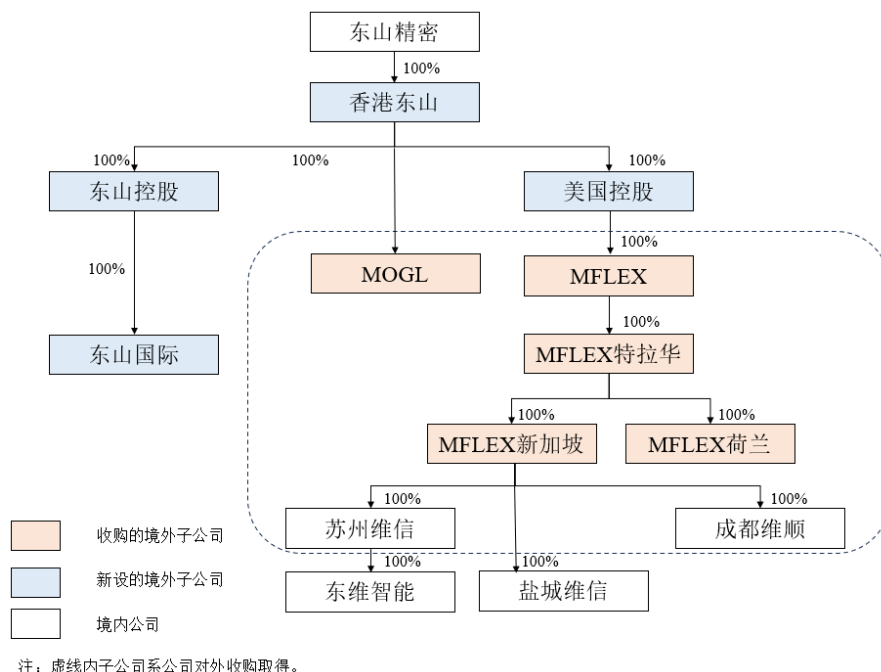 东山精密
100%
香港东山
100%
100%
100%
东山控股
美国控股
100%
100%
MOGL
MFLEX
100%
东山国际
MFLEX特拉华
100%
100%
MFLEX新加坡
MFLEX荷兰
100%
100%
苏州维信
成都维顺
收购的境外子公司
100%
100%
新设的境外子公司
东维智能
盐城维信
境内公司
注：虚线内子公司系公司对外收购取得。